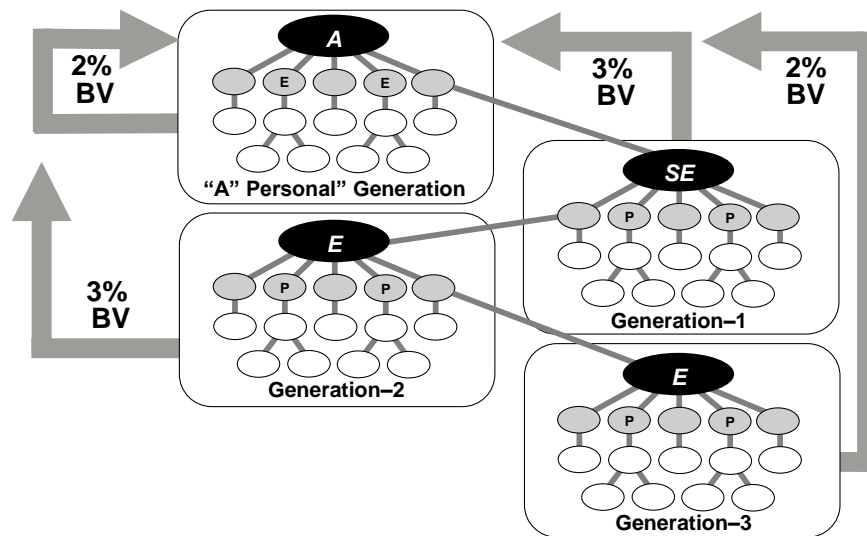 A
2%
BV
3%
BV
2%
BV
E
E
“A” Personal” Generation
SE
P
P
Generation–1
E
P
P
3%
BV
Generation–2
E
P
P
Generation–3